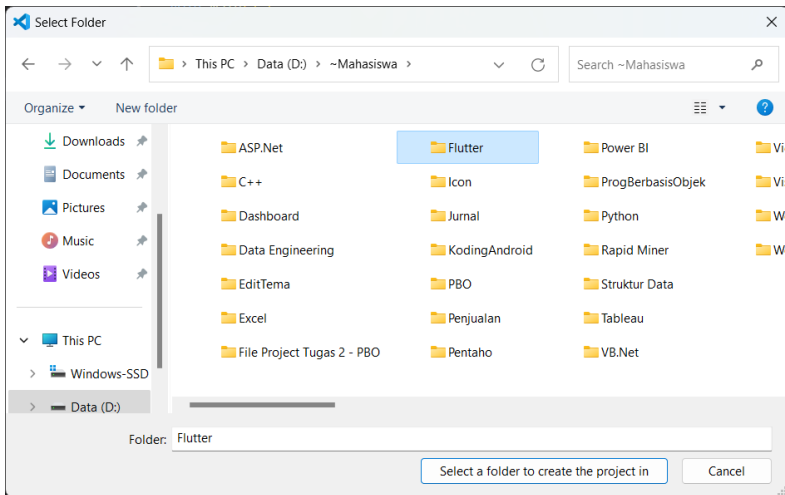 Select Folder
This PC > Data (D:) > ~Mahasiswa >
Search ~Mahasiswa
Organize
New folder
Downloads
Documents
Pictures
Music
Videos
This PC
Windows-SSD
Data (D:)
ASP.Net
C++
Dashboard
Data Engineering
EditTema
Excel
File Project Tugas 2 - PBO
Flutter
Icon
Jurnal
KodingAndroid
PBO
Penjualan
Pentaho
Power BI
ProgBerbasisObjek
Python
Rapid Miner
Struktur Data
Tableau
VB.Net
Folder: Flutter
Select a folder to create the project in
Cancel